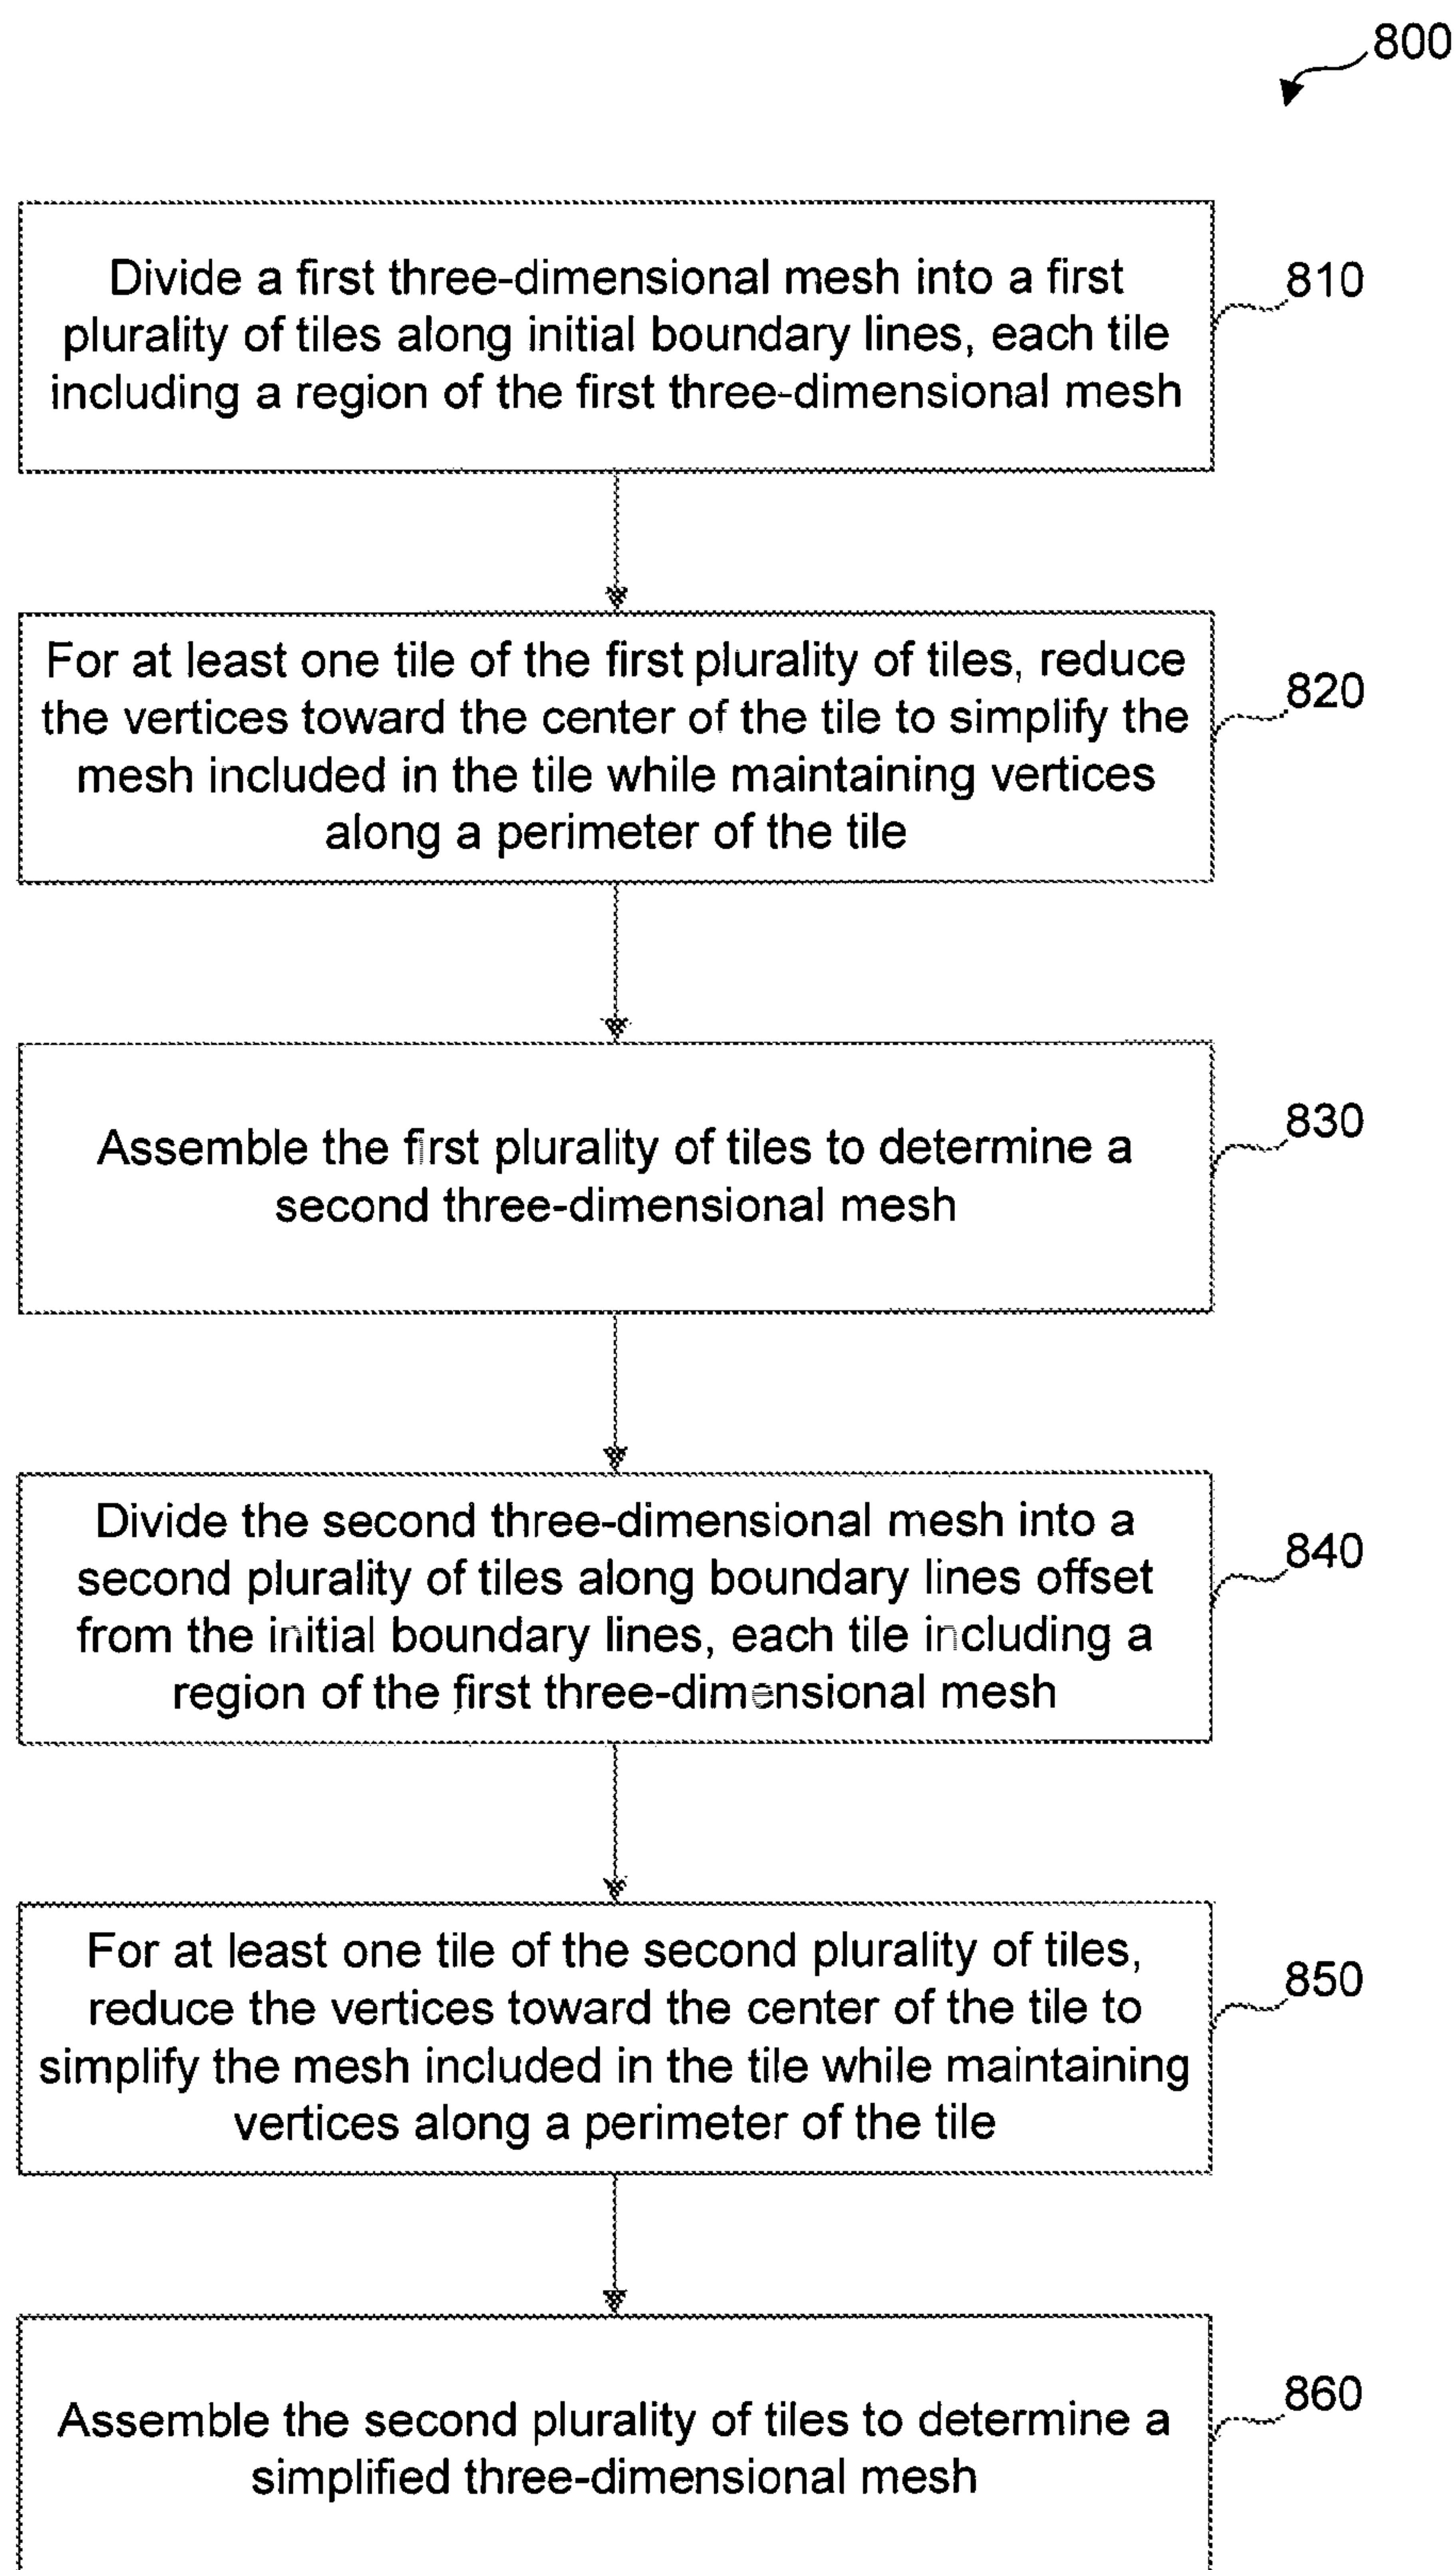 800
Divide a first three-dimensional mesh into a first
plurality of tiles along initial boundary lines, each tile
including a region of the first three-dimensional mesh
810
For at least one tile of the first plurality of tiles, reduce
the vertices toward the center of the tile to simplify the
mesh included in the tile while maintaining vertices
along a perimeter of the tile
820
Assemble the first plurality of tiles to determine a
second three-dimensional mesh
830
Divide the second three-dimensional mesh into a
second plurality of tiles along boundary lines offset
from the initial boundary lines, each tile including a
region of the first three-dimensional mesh
840
For at least one tile of the second plurality of tiles,
reduce the vertices toward the center of the tile to
simplify the mesh included in the tile while maintaining
vertices along a perimeter of the tile
850
Assemble the second plurality of tiles to determine a
simplified three-dimensional mesh
860